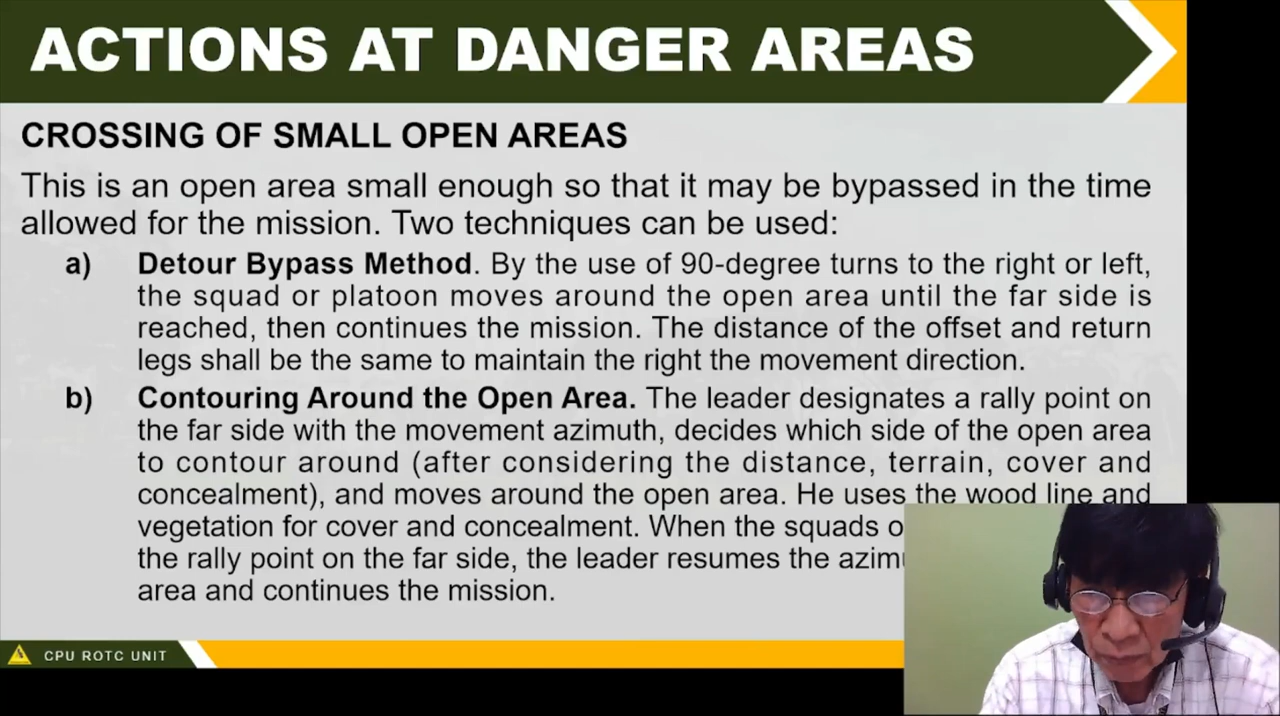 ACTIONS AT DANGER AREAS
CROSSING OF SMALL OPEN AREAS
This is an open area small enough so that it may be bypassed in the time
allowed for the mission. Two techniques can be used:
a) Detour Bypass Method. By the use of 90-degree turns to the right or left,
the squad or platoon moves around the open area until the far side is
reached, then continues the mission. The distance of the offset and return
legs shall be the same to maintain the right the movement direction.
b) Contouring Around the Open Area. The leader designates a rally point on
the far side with the movement azimuth, decides which side of the open area
to contour around (after considering the distance, terrain, cover and
concealment), and moves around the open area. He uses the wood line and
vegetation for cover and concealment. When the squads
the rally point on the far side, the leader resumes the
area and continues the mission.
CPU ROTC UNIT